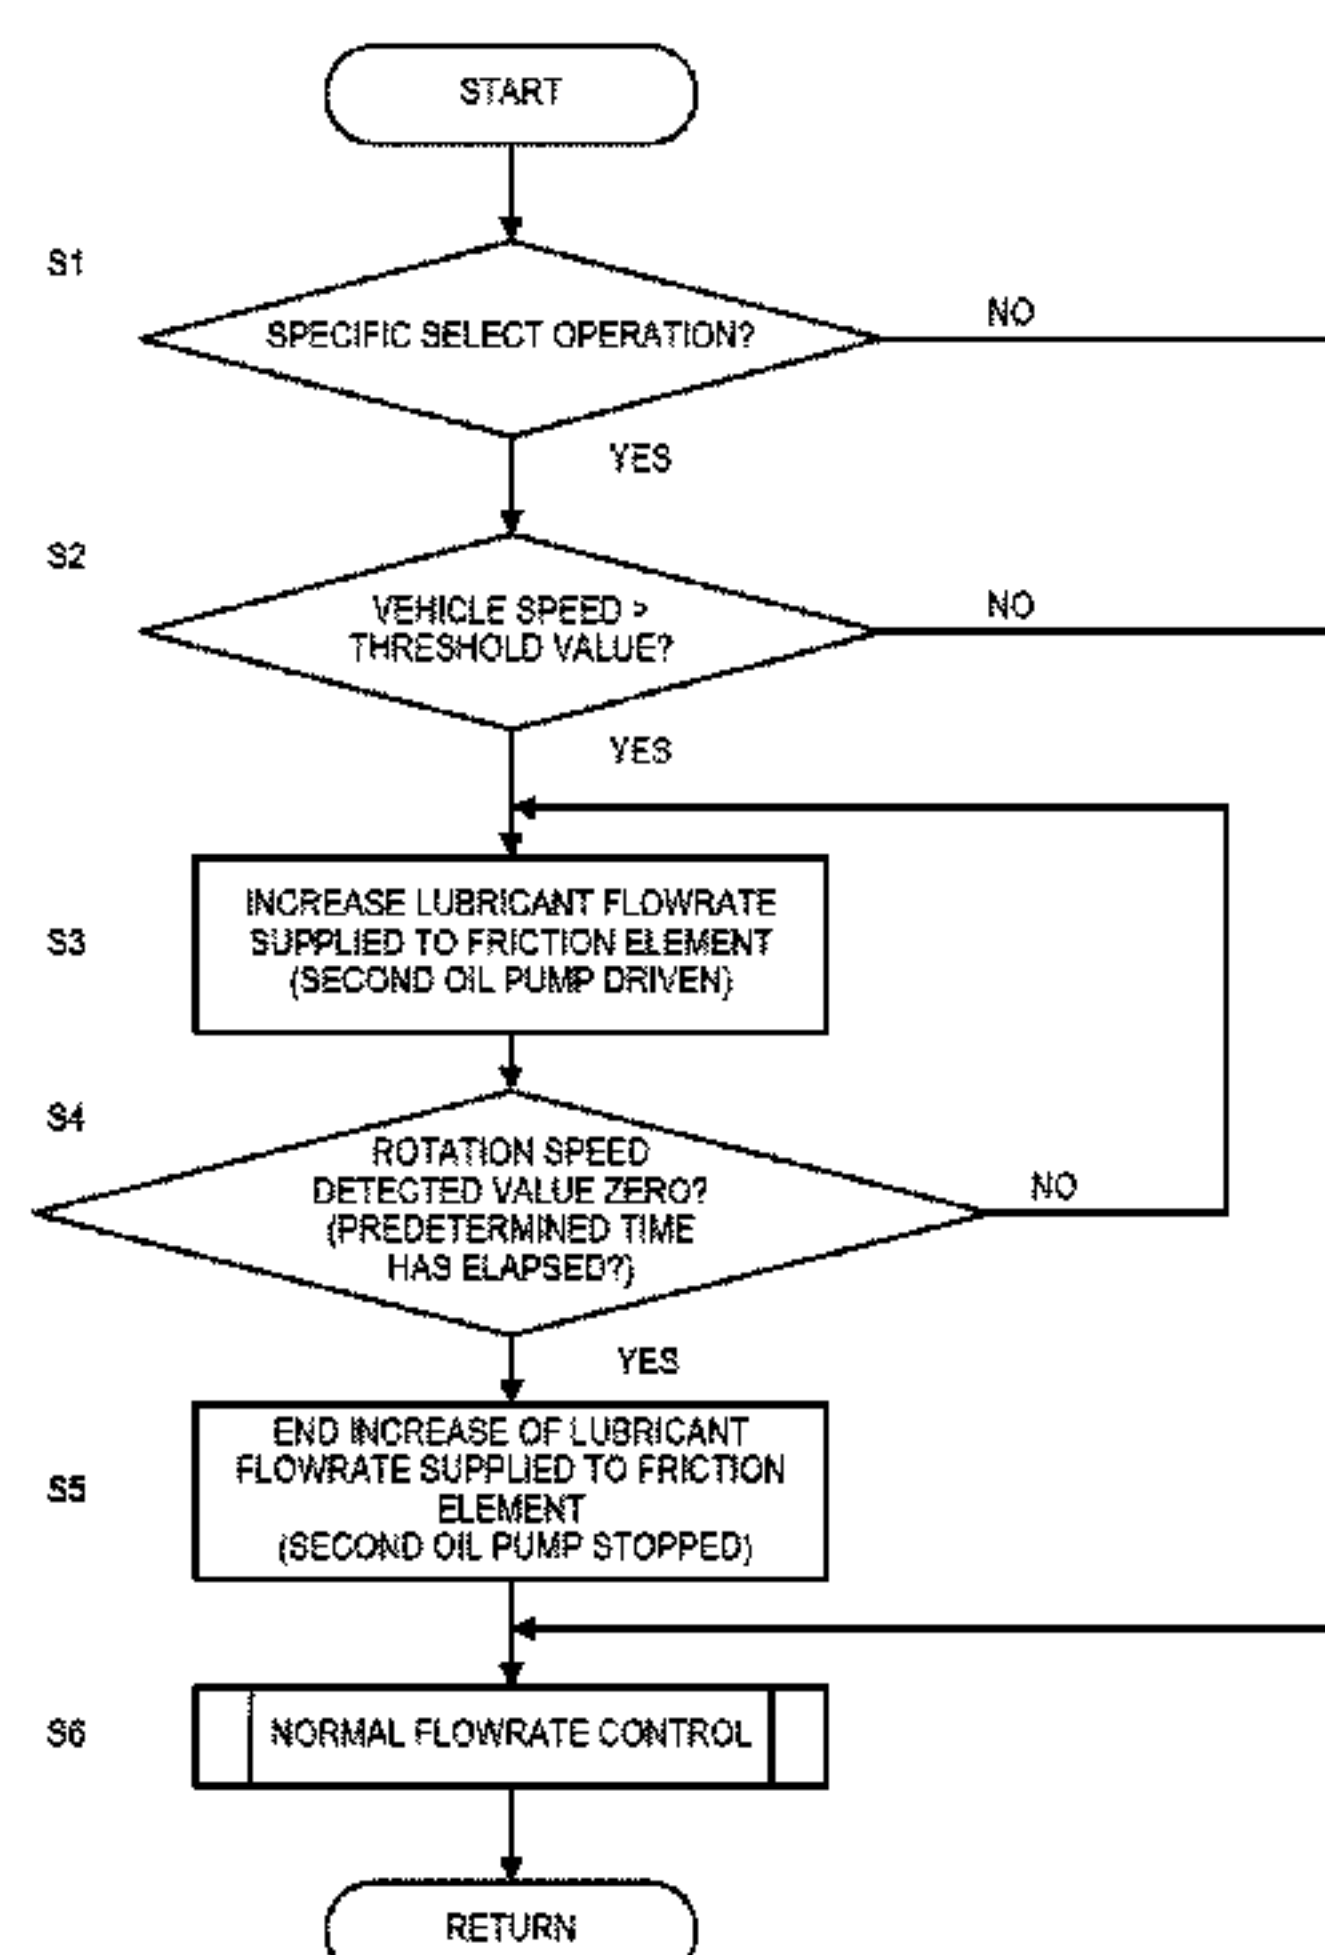 START
S1
SPECIFIC SELECT OPERATION?
NO
YES
S2
VEHICLE SPEED >
THRESHOLD VALUE?
NO
YES
S3
INCREASE LUBRICANT FLOWRATE
SUPPLIED TO FRICTION ELEMENT
(SECOND OIL PUMP DRIVEN)
S4
ROTATION SPEED
DETECTED VALUE ZERO?
(PREDETERMINED TIME
HAS ELAPSED?)
NO
YES
S5
END INCREASE OF LUBRICANT
FLOWRATE SUPPLIED TO FRICTION
ELEMENT
(SECOND OIL PUMP STOPPED)
S6
NORMAL FLOWRATE CONTROL
RETURN